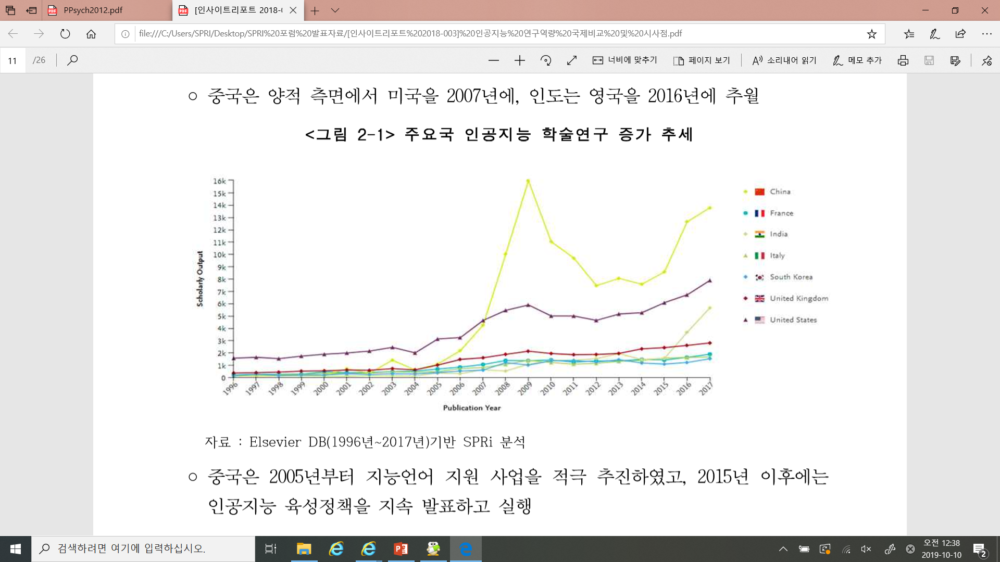 PPsych2012.pdf
[인사이트리포트 2018-0
file:///C:/Users/SPRI/Desktop/SPRI%20포럼%20발표자료/[인사이트리포트%202018-003]%20인공지능%20연구역량%20국제비교%20및%20시사점.pdf
11 /26
너비에 맞추기 페이지 보기 소리내어 읽기 메모 추가
○ 중국은 양적 측면에서 미국을 2007년에, 인도는 영국을 2016년에 추월
<그림 2-1> 주요국 인공지능 학술연구 증가 추세
Scholarly Output
16k
15k
14k
13k
12k
11k
10k
9k
8k
7k
6k
5k
4k
3k
2k
1k
0
1996 1997 1998 1999 2000 2001 2002 2003 2004 2005 2006 2007 2008 2009 2010 2011 2012 2013 2014 2015 2016 2017
Publication Year
China
France
India
Italy
South Korea
United Kingdom
United States
자료 : Elsevier DB(1996년~2017년)기반 SPRi 분석
○ 중국은 2005년부터 지능언어 지원 사업을 적극 추진하였고, 2015년 이후에는
인공지능 육성정책을 지속 발표하고 실행
검색하려면 여기에 입력하십시오.
오전 12:38
2019-10-10
2